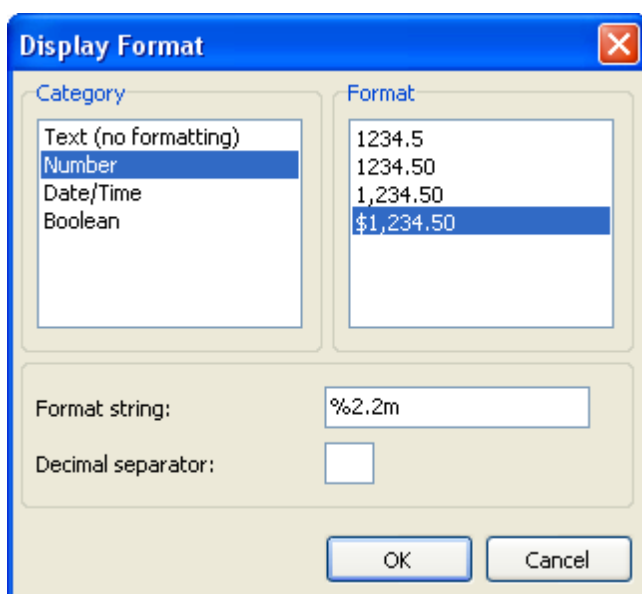 Display Format
Category
Text (no formatting)
Number
Date/Time
Boolean
Format
1234.5
1234.50
1,234.50
$1,234.50
Format string:
%2.2m
Decimal separator:
OK
Cancel